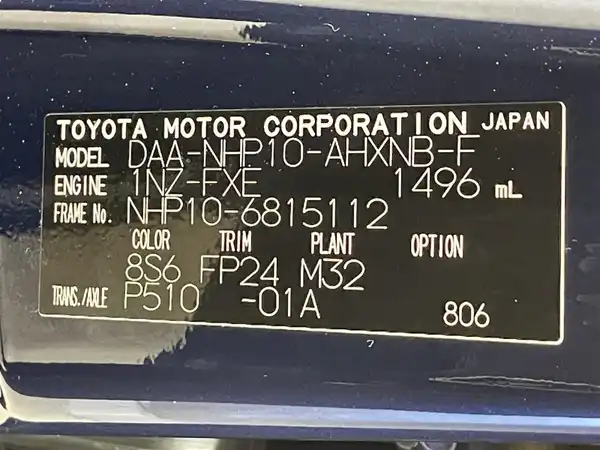 TOYOTA MOTOR CORPORATION JAPAN
MODEL DAA-NHP10-AHXNB-F
ENGINE 1NZ-FXE 1496 mL
FRAME No. NHP10-6815112
COLOR TRIM PLANT OPTION
8S6 FP24 M32
TRANS./AXLE P510 -01A
806